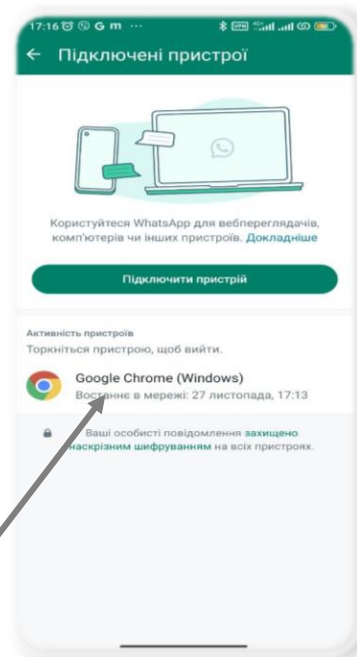 17:16 G m ...
← Підключені пристрої
Користуйтеся WhatsApp для вебпереглядачів,
комп'ютерів чи інших пристроїв. Докладніше
Підключити пристрій
Активність пристроїв
Торкніться пристрою, щоб вийти.
Google Chrome (Windows)
Востаннє в мережі: 27 листопада, 17:13
Ваші особисті повідомлення захищено
наскрізним шифруванням на всіх пристроях.